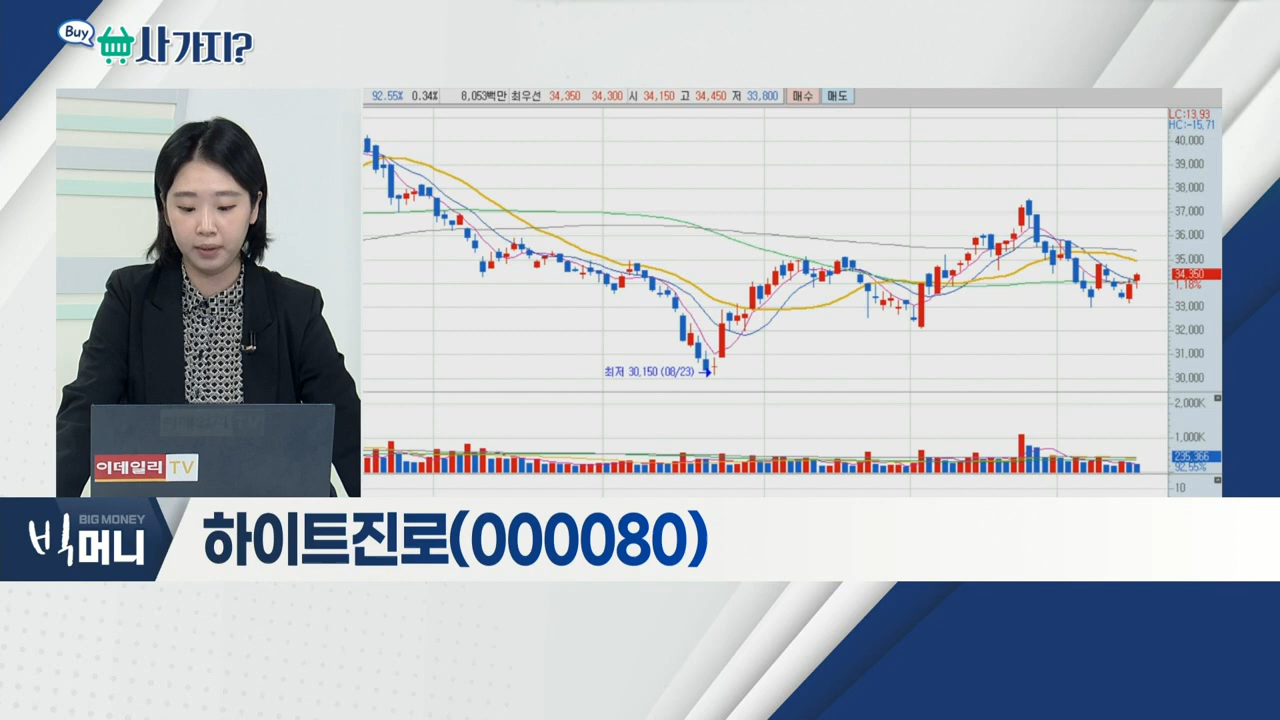 Buy
사가지?
92.55% 0.34% 8,053백만 최우선 34,350 34,300 시 34,150 고 34,450 저 33,800 매수 매도
LC:13.93
HC:-15.71
40,000
39,000
38,000
37,000
36,000
35,000
34,350
1.18%
33,000
32,000
31,000
30,000
최저 30,150 (08/23)
2,000K
1,000K
235,366
92.55%
10
이데일리 TV
BIG MONEY
빅머니
하이트진로(000080)